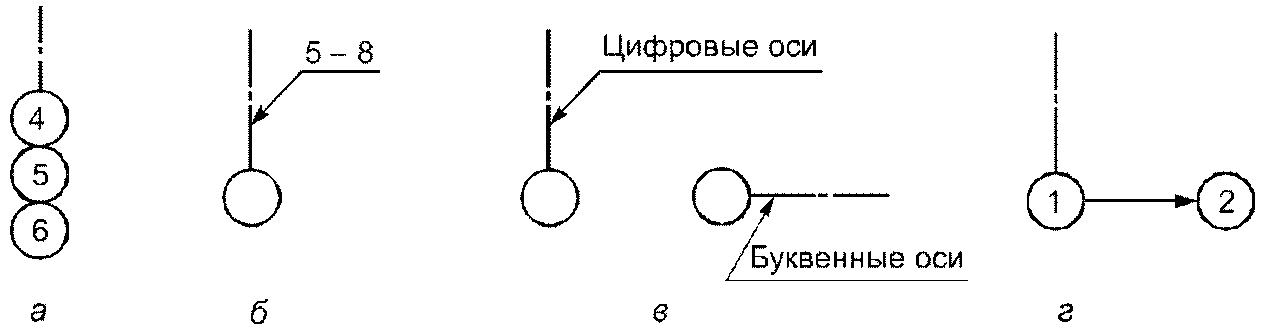 4
5
6
5 – 8
Цифровые оси
Буквенные оси
1
2
а
б
в
г